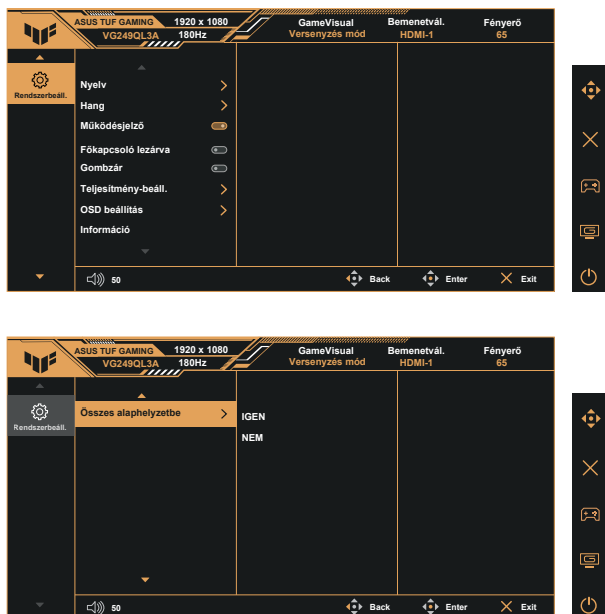 ASUS TUF GAMING 1920 x 1080 GameVisual Bemenetvál. Fényerő
VG249QL3A 180Hz Versenyzés mód HDMI-1 65
Rendszerbeáll.
Nyelv
Hang
Működésjelző
Főkapcsoló lezárva
Gombzár
Teljesítmény-beáll.
OSD beállítás
Információ
50 Back Enter Exit
ASUS TUF GAMING 1920 x 1080 GameVisual Bemenetvál. Fényerő
VG249QL3A 180Hz Versenyzés mód HDMI-1 65
Rendszerbeáll.
Összes alaphelyzetbe IGEN
NEM
50 Back Enter Exit